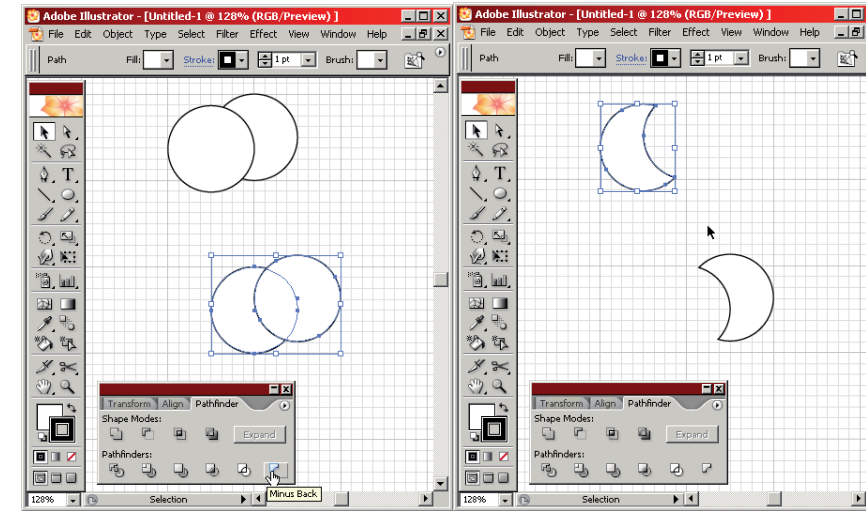 Adobe Illustrator - [Untitled-1 @ 128% (RGB/Preview) ]
File Edit Object Type Select Filter Effect View Window Help
Path Fill: Stroke: 1 pt Brush:
T
Transform Align Pathfinder
Shape Modes:
Expand
Pathfinders:
Minus Back
128% Selection
Adobe Illustrator - [Untitled-1 @ 128% (RGB/Preview) ]
File Edit Object Type Select Filter Effect View Window Help
Path Fill: Stroke: 1 pt Brush:
T
Transform Align Pathfinder
Shape Modes:
Expand
Pathfinders:
128% Selection